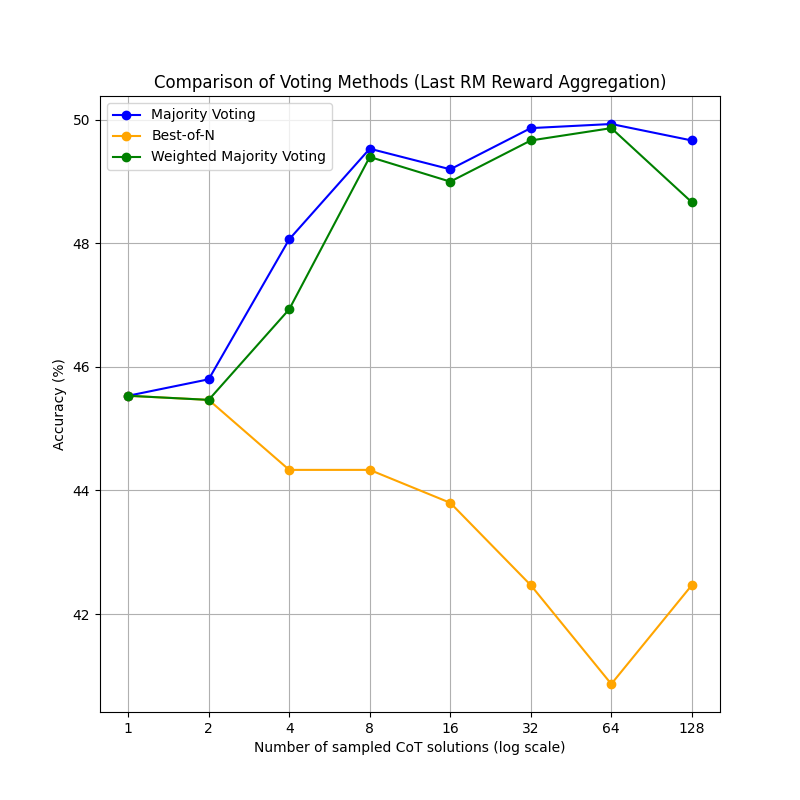 Comparison of Voting Methods (Last RM Reward Aggregation)
Majority Voting
Best-of-N
Weighted Majority Voting
50
48
46
44
42
Accuracy (%)
1 2 4 8 16 32 64 128
Number of sampled CoT solutions (log scale)